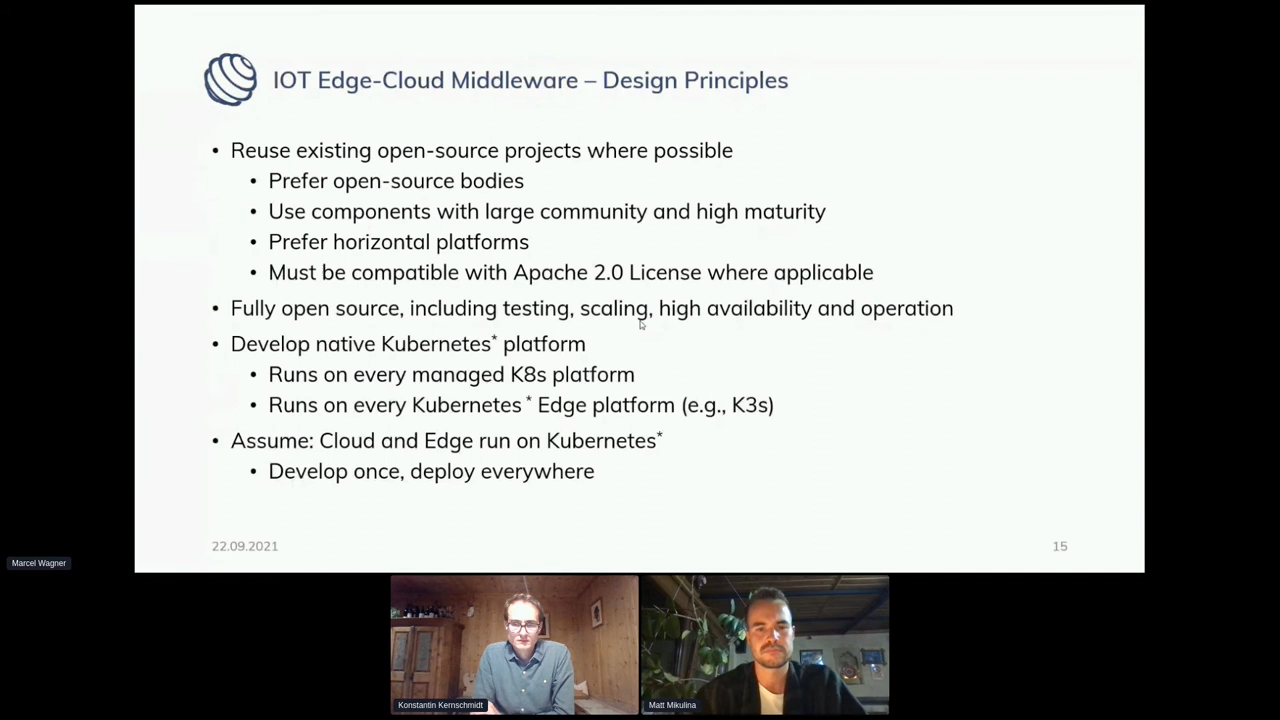 IOT Edge-Cloud Middleware – Design Principles
• Reuse existing open-source projects where possible
• Prefer open-source bodies
• Use components with large community and high maturity
• Prefer horizontal platforms
• Must be compatible with Apache 2.0 License where applicable
• Fully open source, including testing, scaling, high availability and operation
• Develop native Kubernetes* platform
• Runs on every managed K8s platform
• Runs on every Kubernetes * Edge platform (e.g., K3s)
• Assume: Cloud and Edge run on Kubernetes*
• Develop once, deploy everywhere
22.09.2021
15
Marcel Wagner
Konstantin Kernschmidt
Matt Mikulina